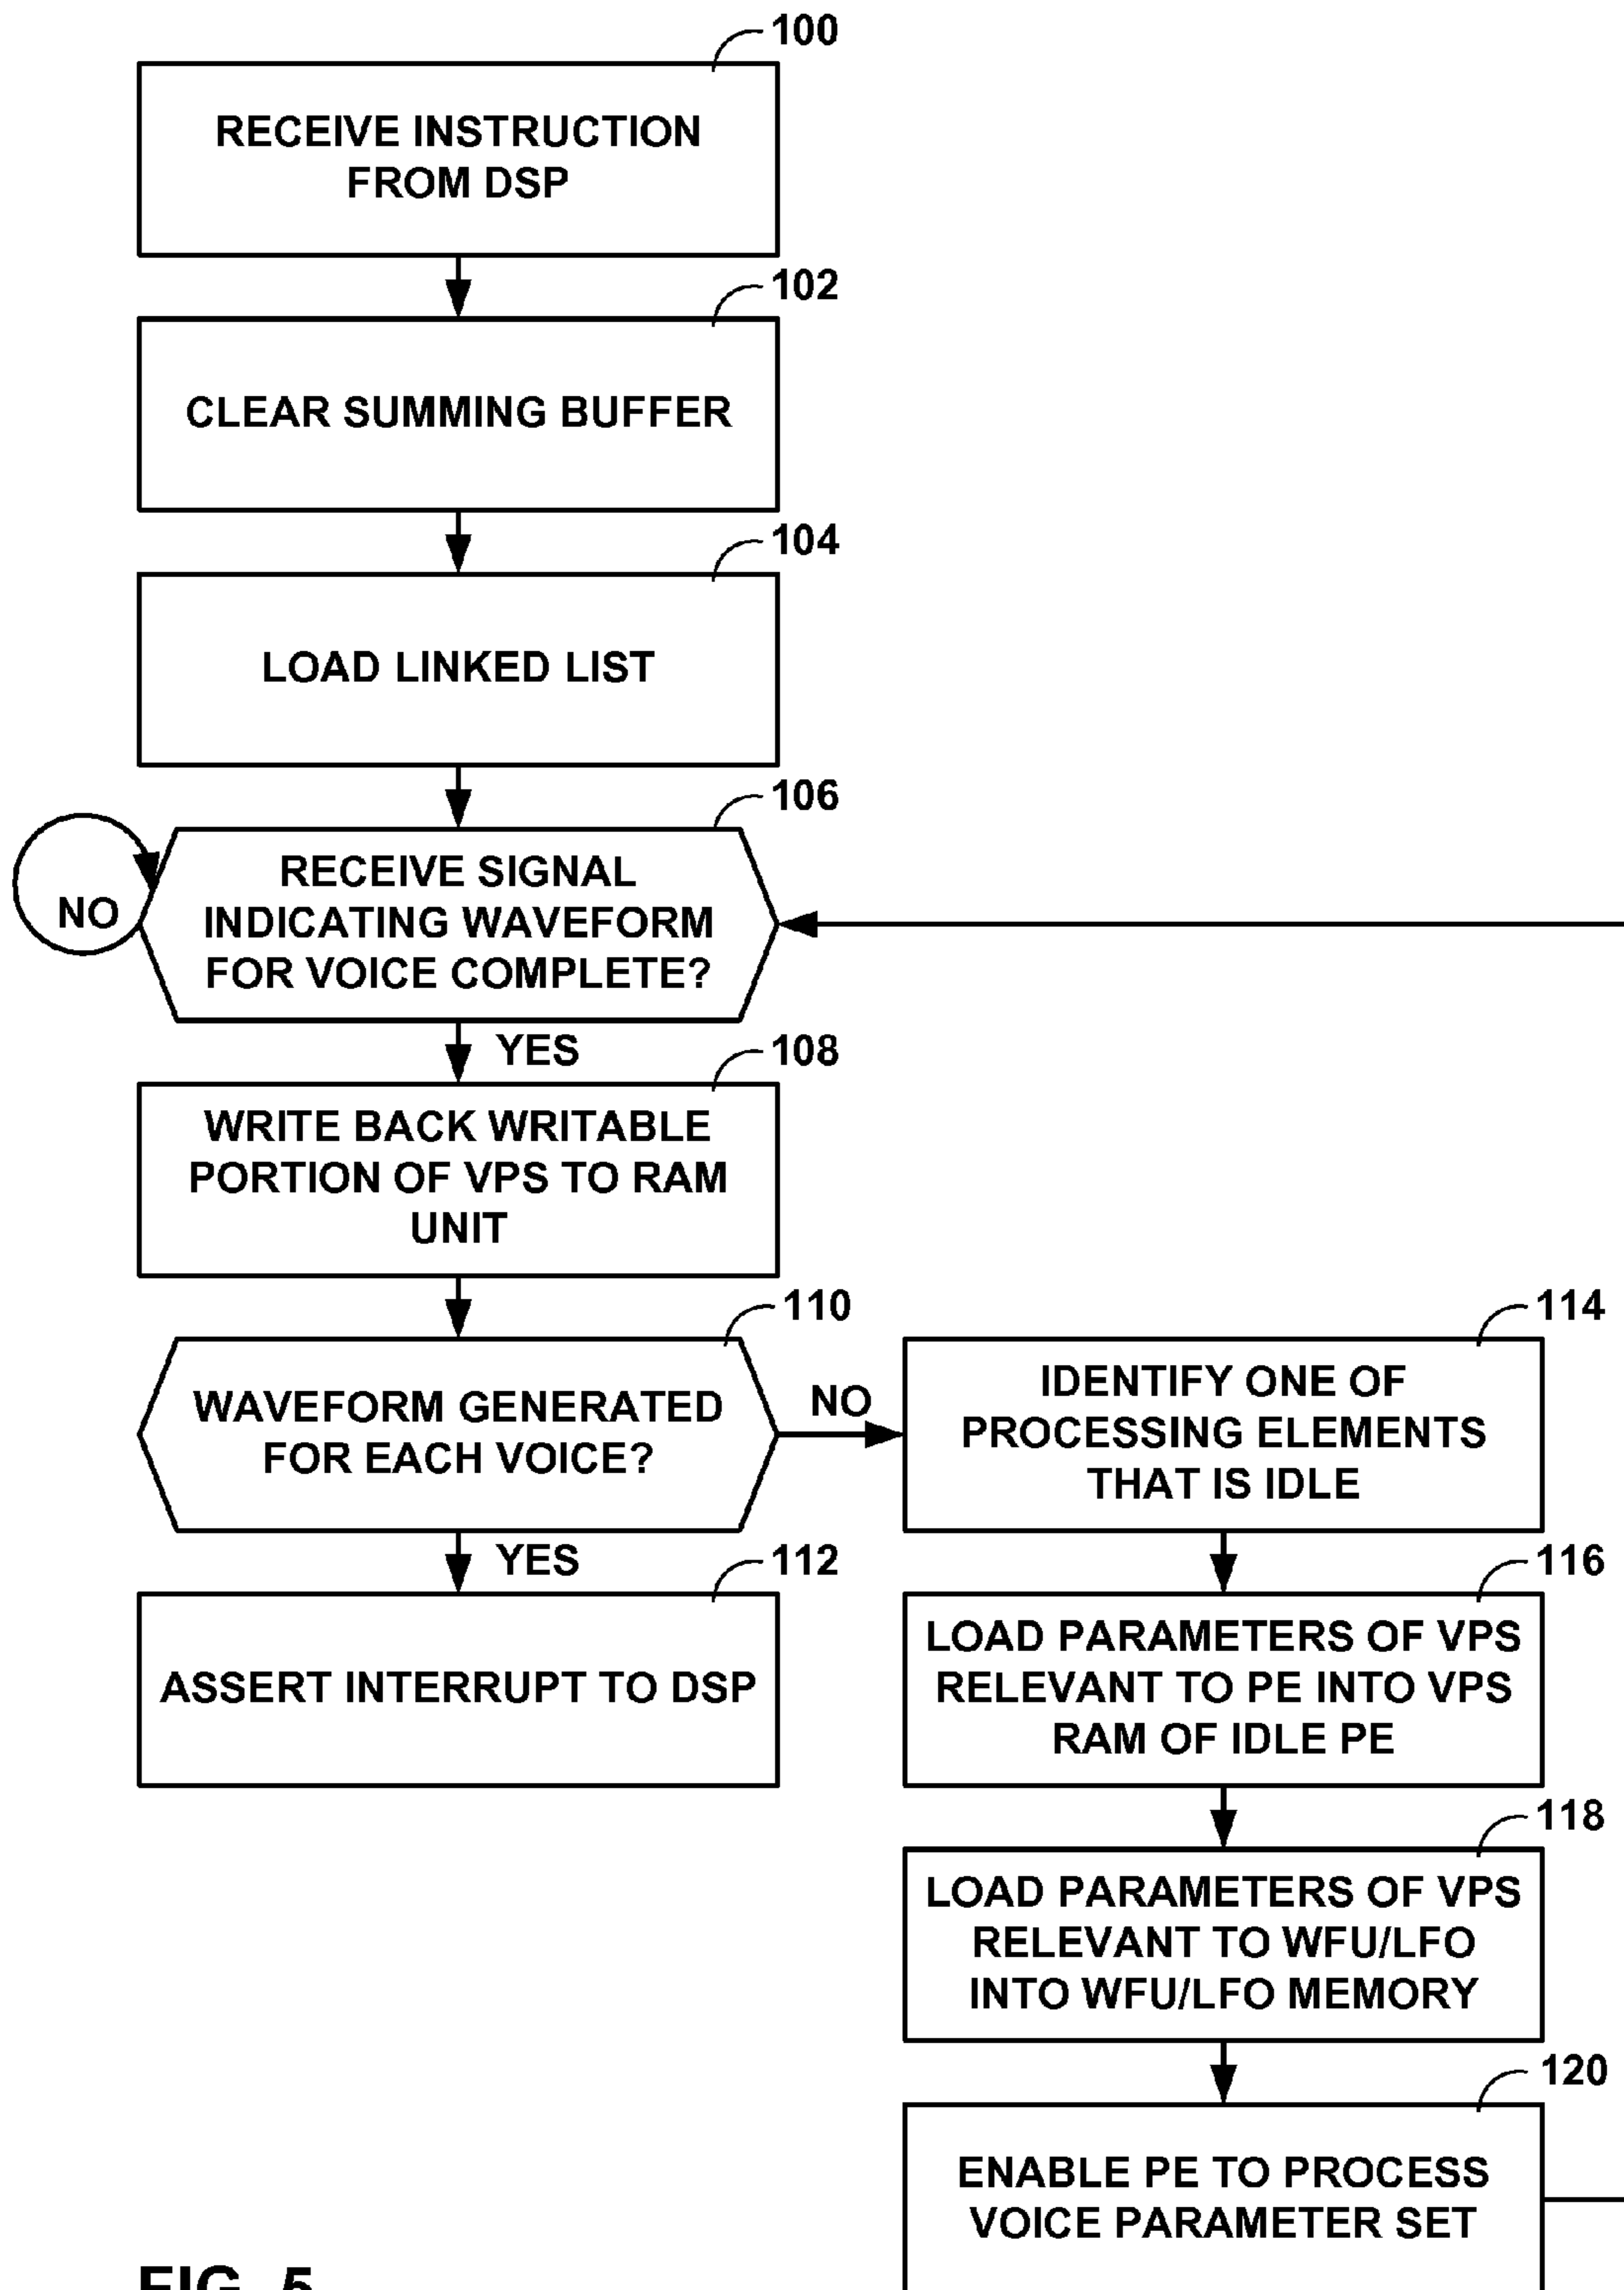 100
RECEIVE INSTRUCTION
FROM DSP
102
CLEAR SUMMING BUFFER
104
LOAD LINKED LIST
106
RECEIVE SIGNAL
INDICATING WAVEFORM
FOR VOICE COMPLETE?
NO
YES
108
WRITE BACK WRITABLE
PORTION OF VPS TO RAM
UNIT
110
WAVEFORM GENERATED
FOR EACH VOICE?
NO
YES
112
ASSERT INTERRUPT TO DSP
114
IDENTIFY ONE OF
PROCESSING ELEMENTS
THAT IS IDLE
116
LOAD PARAMETERS OF VPS
RELEVANT TO PE INTO VPS
RAM OF IDLE PE
118
LOAD PARAMETERS OF VPS
RELEVANT TO WFU/LFO
INTO WFU/LFO MEMORY
120
ENABLE PE TO PROCESS
VOICE PARAMETER SET
FIG. 5